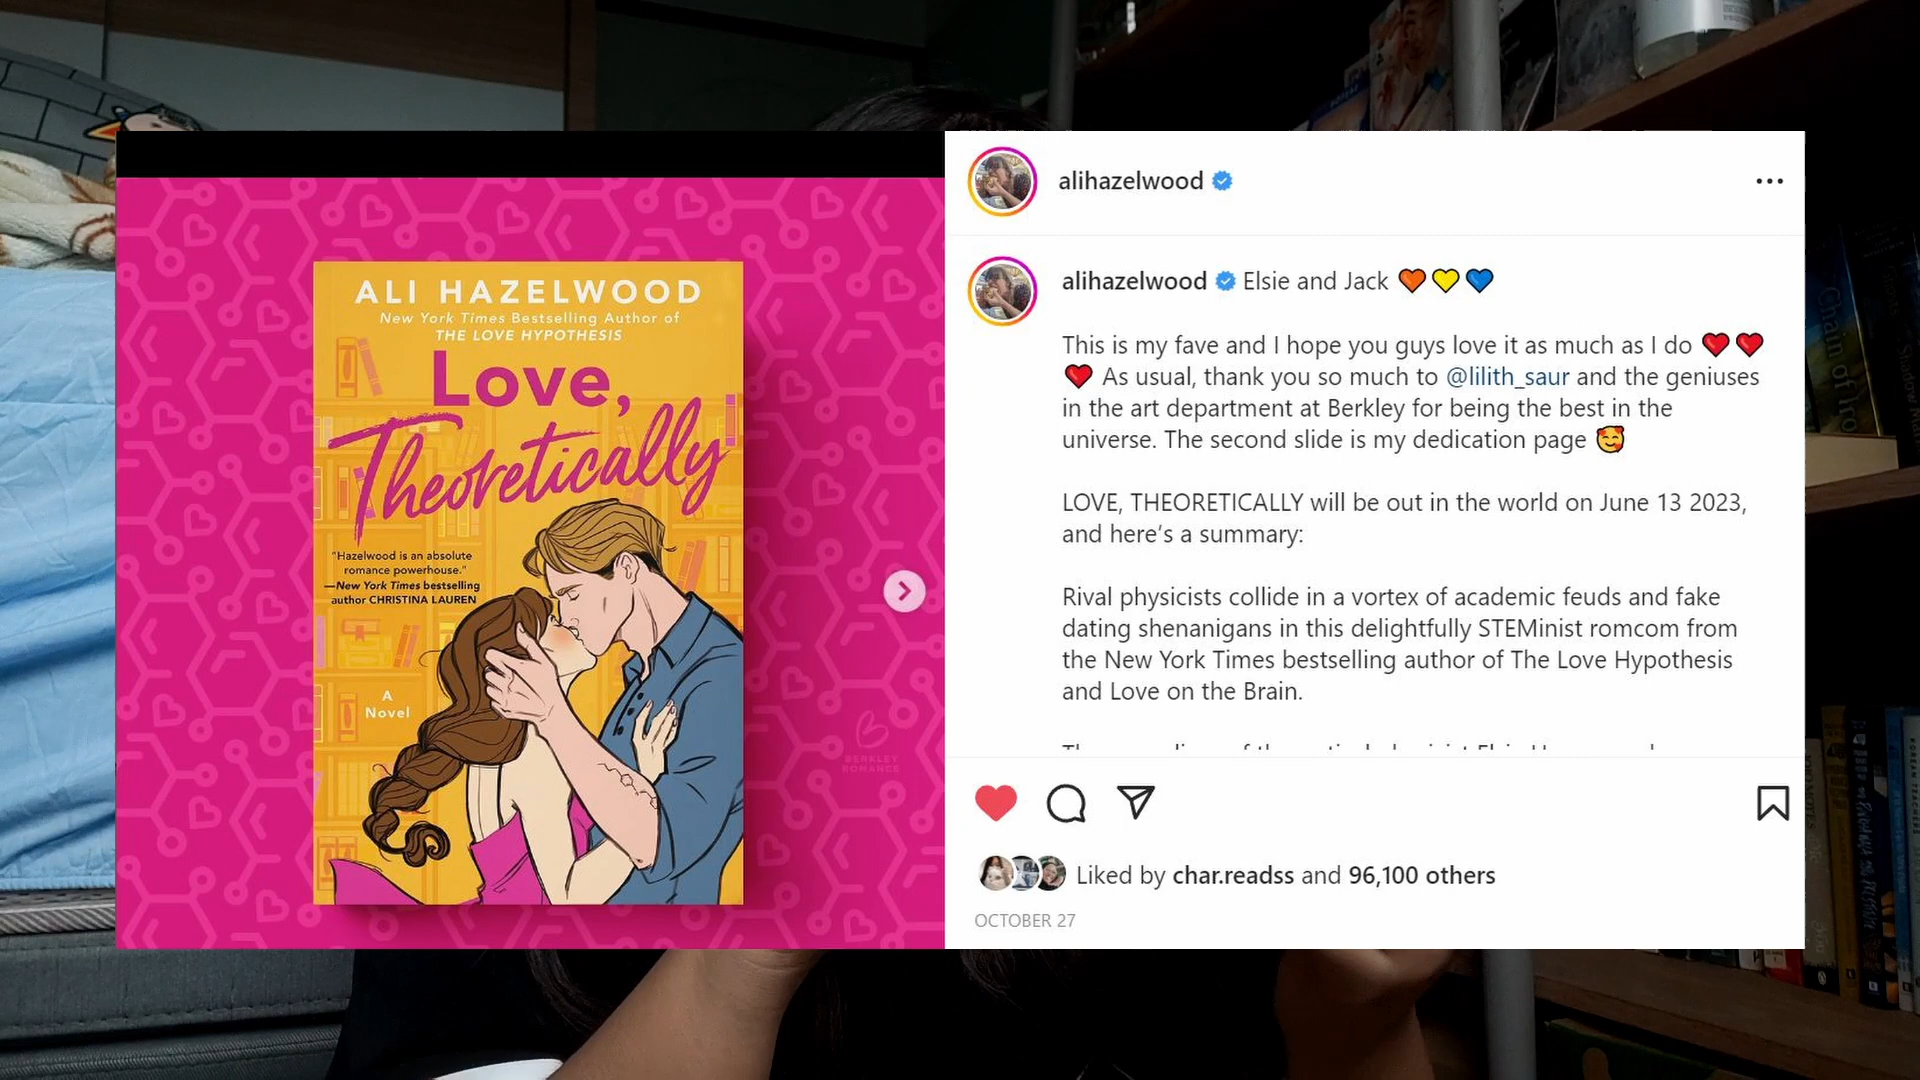 ALI HAZELWOOD
New York Times Bestselling Author of
THE LOVE HYPOTHESIS
Love,
Theoretically
"Hazelwood is an absolute
romance powerhouse."
—New York Times bestselling
author CHRISTINA LAUREN
A
Novel
BERKLEY
ROMANCE
alihazelwood
alihazelwood Elsie and Jack 🧡💛💙
This is my fave and I hope you guys love it as much as I do ❤️❤️
❤️ As usual, thank you so much to @lilith_saur and the geniuses
in the art department at Berkley for being the best in the
universe. The second slide is my dedication page 🥰
LOVE, THEORETICALLY will be out in the world on June 13 2023,
and here’s a summary:
Rival physicists collide in a vortex of academic feuds and fake
dating shenanigans in this delightfully STEMinist romcom from
the New York Times bestselling author of The Love Hypothesis
and Love on the Brain.
Liked by char.readss and 96,100 others
OCTOBER 27
Chain of